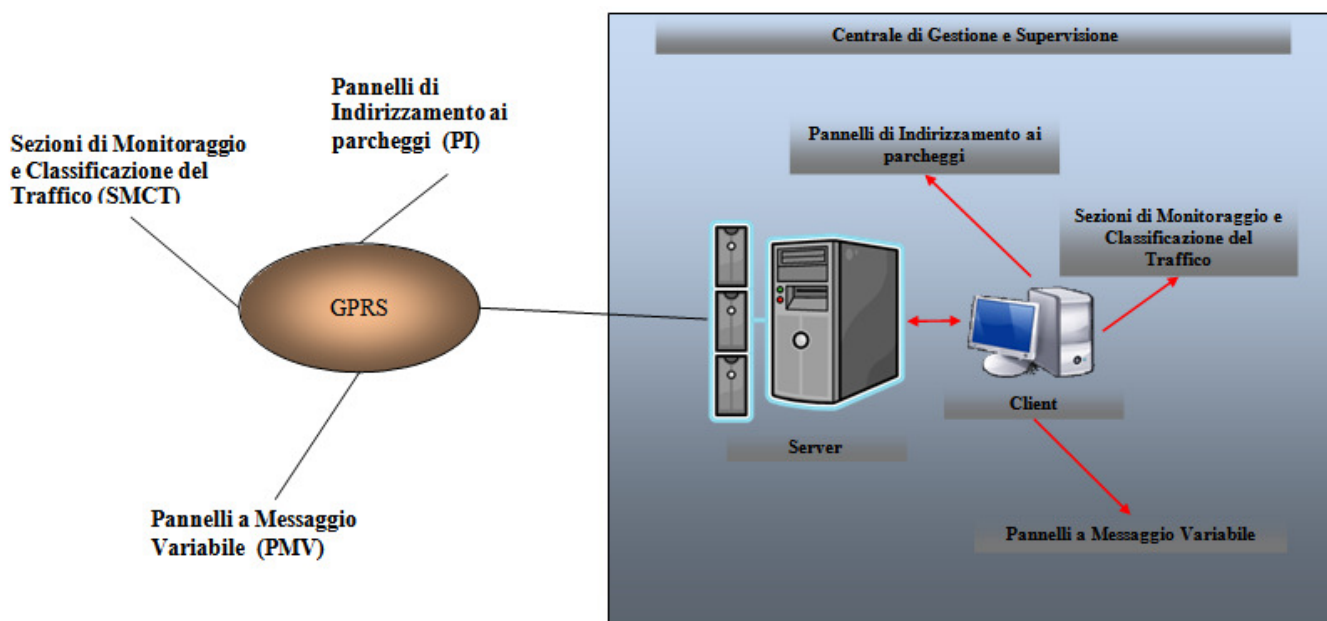 Centrale di Gestione e Supervisione
Pannelli di
Indirizzamento ai
parcheggi (PI)
Sezioni di Monitoraggio
e Classificazione del
Traffico (SMCT)
GPRS
Pannelli a Messaggio
Variabile (PMV)
Pannelli di Indirizzamento ai
parcheggi
Sezioni di Monitoraggio e
Classificazione del
Traffico
Client
Server
Pannelli a Messaggio Variabile